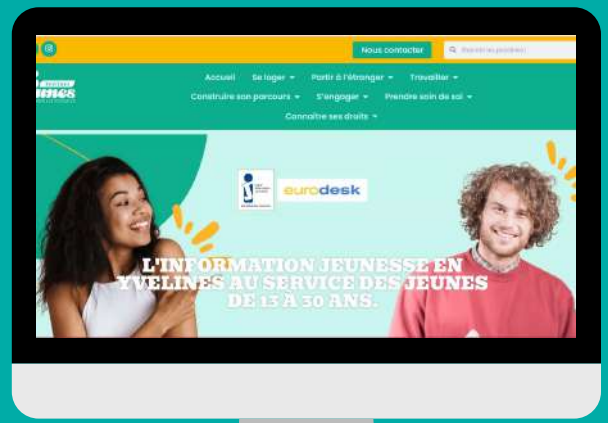 Nous contacter
Accueil Se loger Partir à l'étranger Travailler
Construire son parcours S'engager Prendre soin de soi
Connaître ses droits
eurodesk
L'INFORMATION JEUNESSE EN
YVELINES AU SERVICE DES JEUNES
DE 13 À 30 ANS.